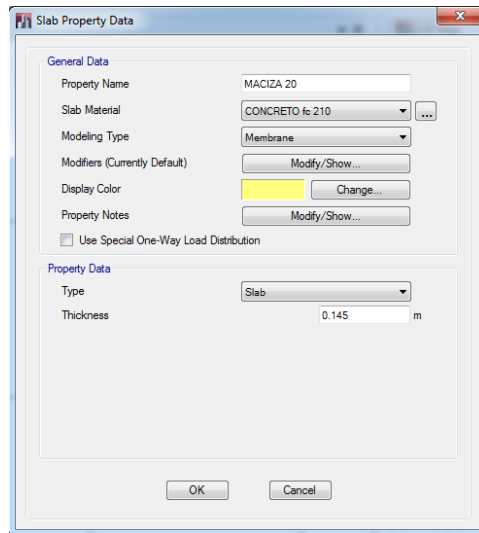 Slab Property Data
General Data
Property Name MACIZA 20
Slab Material CONCRETO fc 210 ...
Modeling Type Membrane
Modifiers (Currently Default) Modify/Show...
Display Color Change...
Property Notes Modify/Show...
Use Special One-Way Load Distribution
Property Data
Type Slab
Thickness 0.145 m
OK Cancel